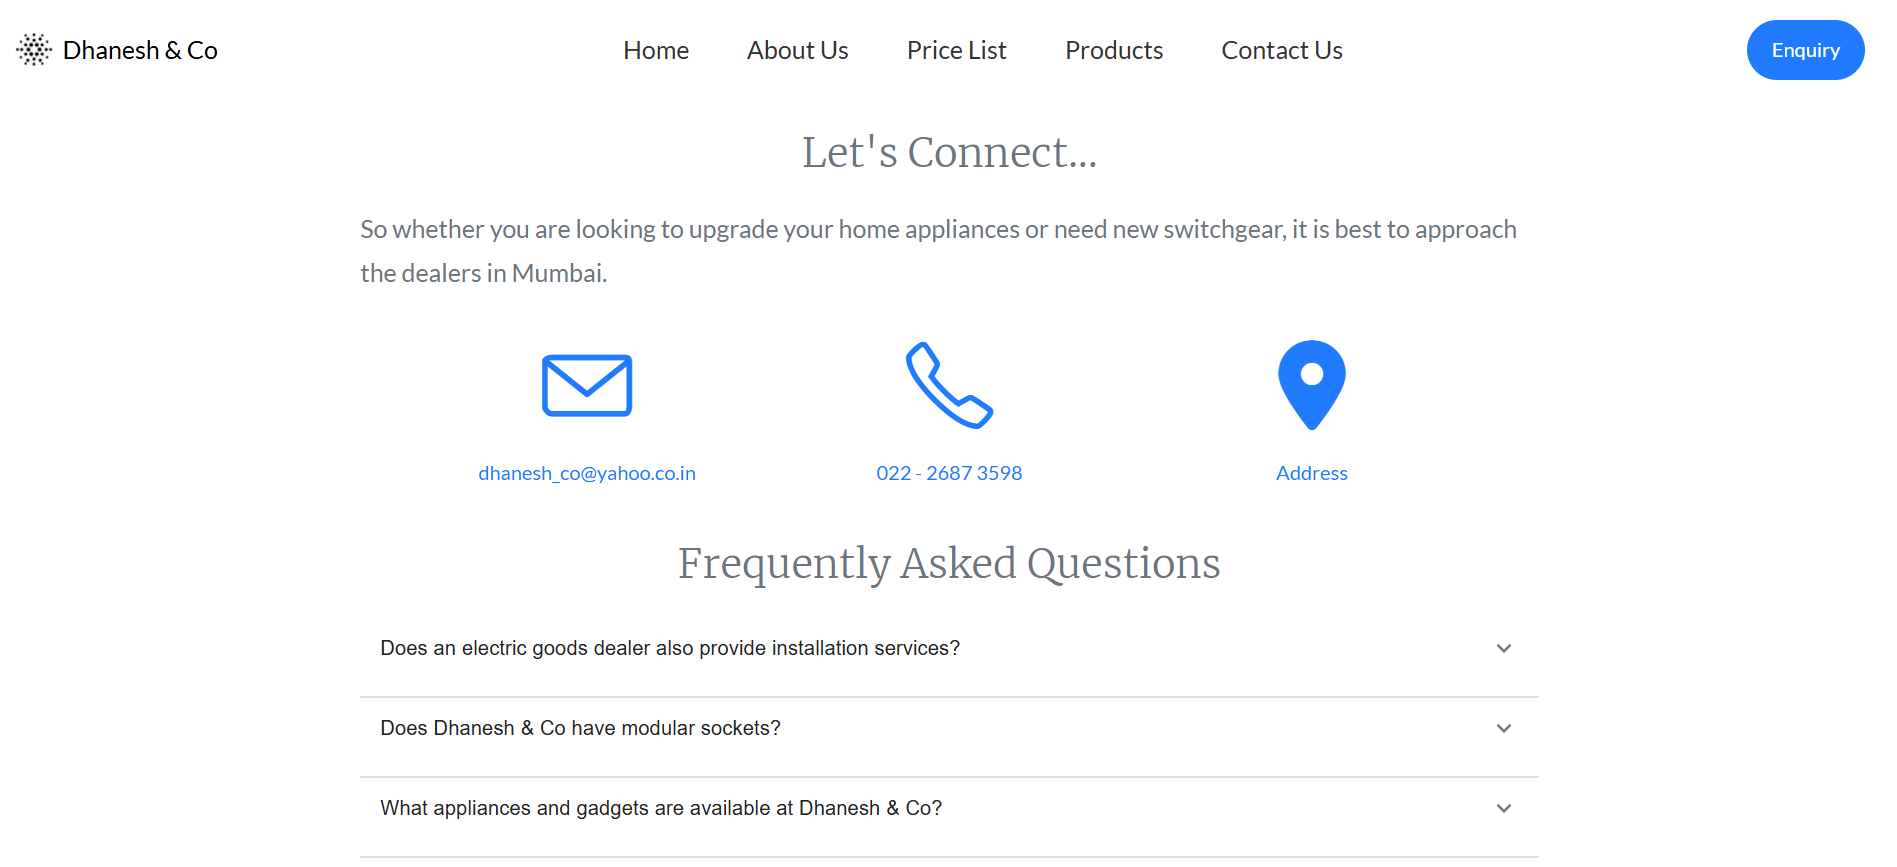 Dhanesh & Co
Home
About Us
Price List
Products
Contact Us
Enquiry
Let's Connect...
So whether you are looking to upgrade your home appliances or need new switchgear, it is best to approach
the dealers in Mumbai.
dhanesh_co@yahoo.co.in
022 - 2687 3598
Address
Frequently Asked Questions
Does an electric goods dealer also provide installation services?
Does Dhanesh & Co have modular sockets?
What appliances and gadgets are available at Dhanesh & Co?